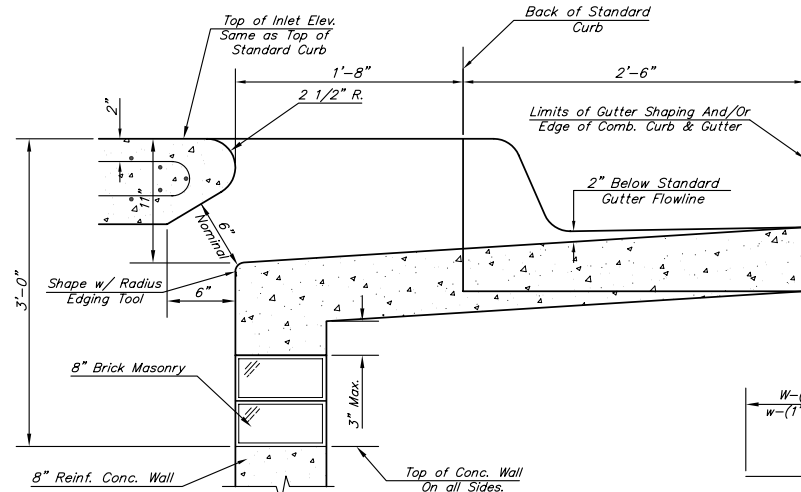 Top of Inlet Elev.
Same as Top of
Standard Curb
Back of Standard
Curb
1'-8"
2'-6"
2"
2 1/2" R.
Limits of Gutter Shaping And/Or
Edge of Comb. Curb & Gutter
11"
6"
Nominal
2" Below Standard
Gutter Flowline
3'-0"
Shape w/ Radius
Edging Tool
6"
8" Brick Masonry
3" Max.
W-(
w-(1'
8" Reinf. Conc. Wall
Top of Conc. Wall
On all Sides.